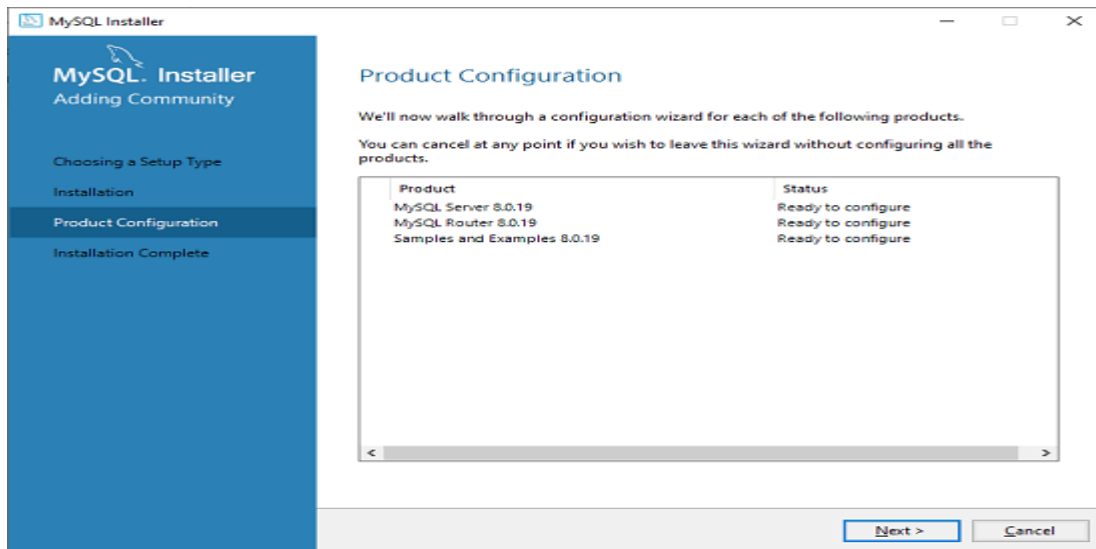 MySQL Installer
MySQL. Installer
Adding Community
Choosing a Setup Type
Installation
Product Configuration
Installation Complete
Product Configuration
We'll now walk through a configuration wizard for each of the following products.
You can cancel at any point if you wish to leave this wizard without configuring all the
products.
Product Status
MySQL Server 8.0.19 Ready to configure
MySQL Router 8.0.19 Ready to configure
Samples and Examples 8.0.19 Ready to configure
Next > Cancel